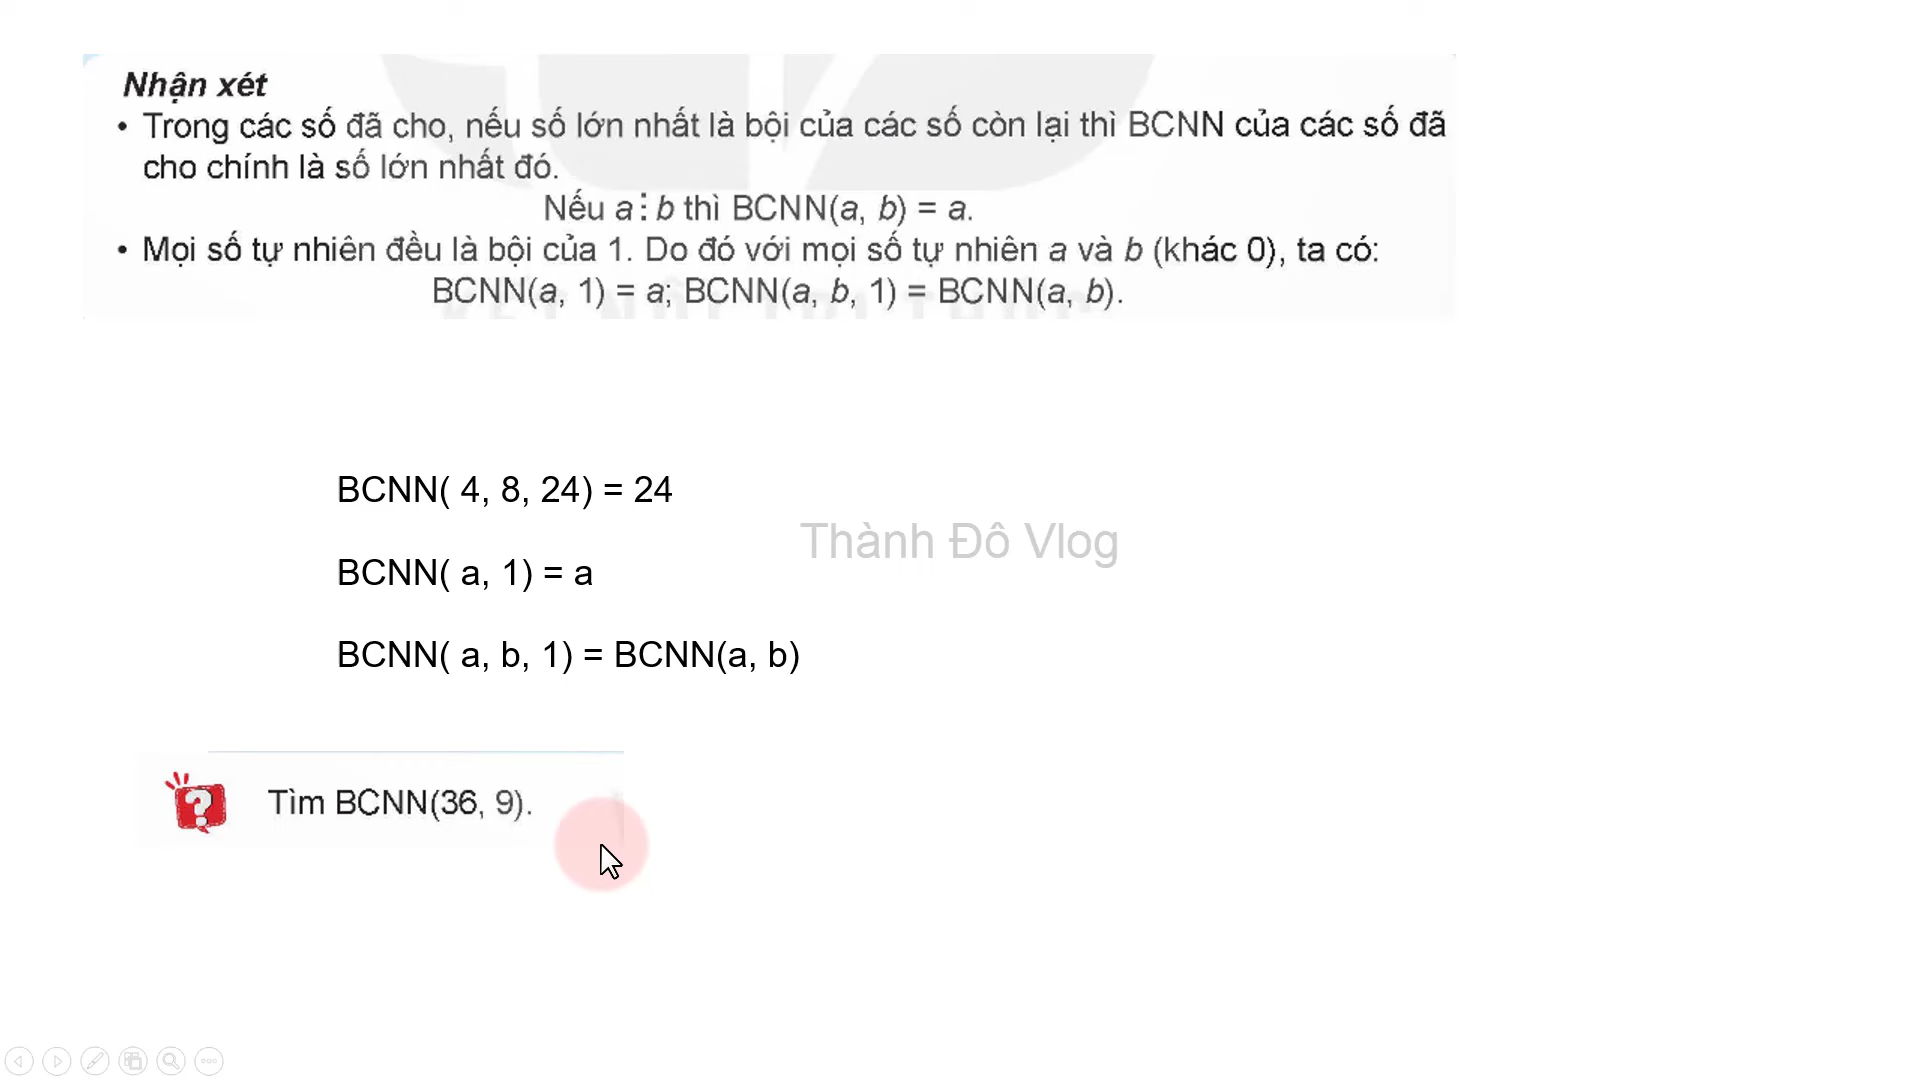 Nhận xét
• Trong các số đã cho, nếu số lớn nhất là bội của các số còn lại thì BCNN của các số đã
cho chính là số lớn nhất đó.
Nếu a⋮b thì BCNN(a, b) = a.
• Mọi số tự nhiên đều là bội của 1. Do đó với mọi số tự nhiên a và b (khác 0), ta có:
BCNN(a, 1) = a; BCNN(a, b, 1) = BCNN(a, b).
BCNN( 4, 8, 24) = 24
Thành Đô Vlog
BCNN( a, 1) = a
BCNN( a, b, 1) = BCNN(a, b)
? Tìm BCNN(36, 9).